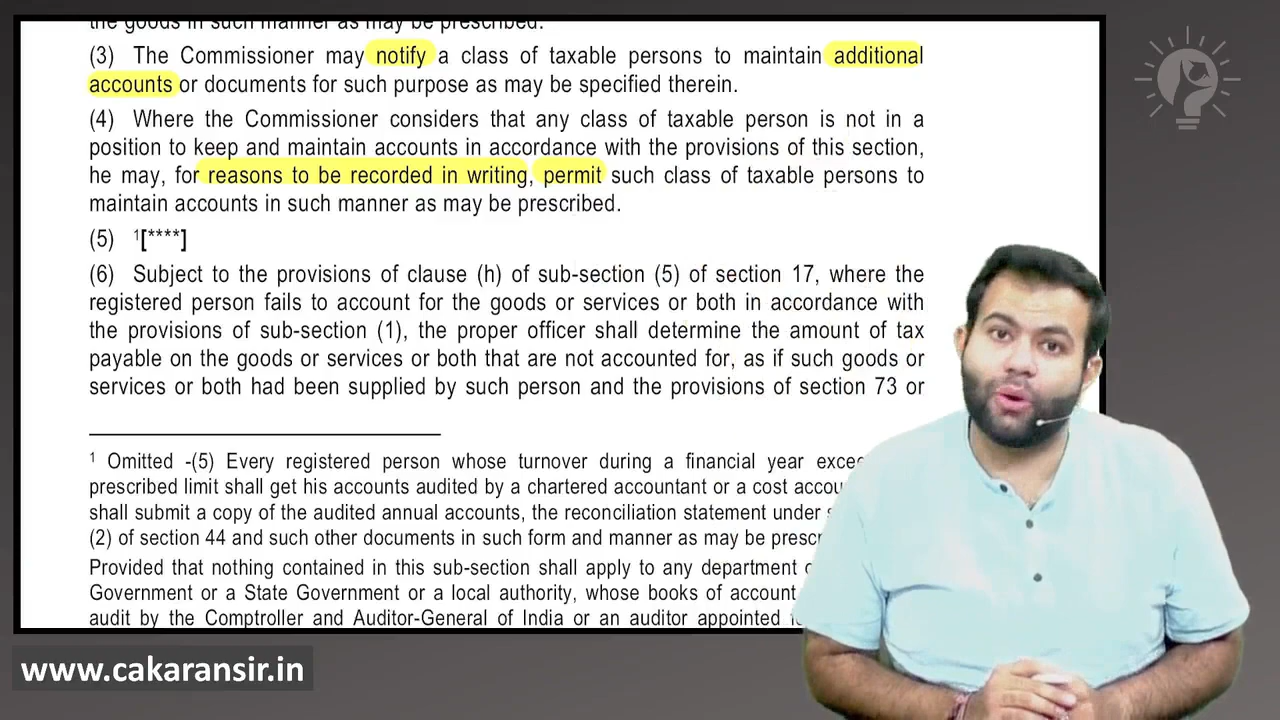 the goods in such manner as may be prescribed.
(3) The Commissioner may notify a class of taxable persons to maintain additional
accounts or documents for such purpose as may be specified therein.
(4) Where the Commissioner considers that any class of taxable person is not in a
position to keep and maintain accounts in accordance with the provisions of this section,
he may, for reasons to be recorded in writing, permit such class of taxable persons to
maintain accounts in such manner as may be prescribed.
(5) ¹[****]
(6) Subject to the provisions of clause (h) of sub-section (5) of section 17, where the
registered person fails to account for the goods or services or both in accordance with
the provisions of sub-section (1), the proper officer shall determine the amount of tax
payable on the goods or services or both that are not accounted for, as if such goods or
services or both had been supplied by such person and the provisions of section 73 or
¹ Omitted -(5) Every registered person whose turnover during a financial year
prescribed limit shall get his accounts audited by a chartered accountant or a cost
shall submit a copy of the audited annual accounts, the reconciliation statement under
(2) of section 44 and such other documents in such form and manner as may be
Provided that nothing contained in this sub-section shall apply to any department
Government or a State Government or a local authority, whose books of account
audit by the Comptroller and Auditor-General of India or an auditor appointed
www.cakaransir.in